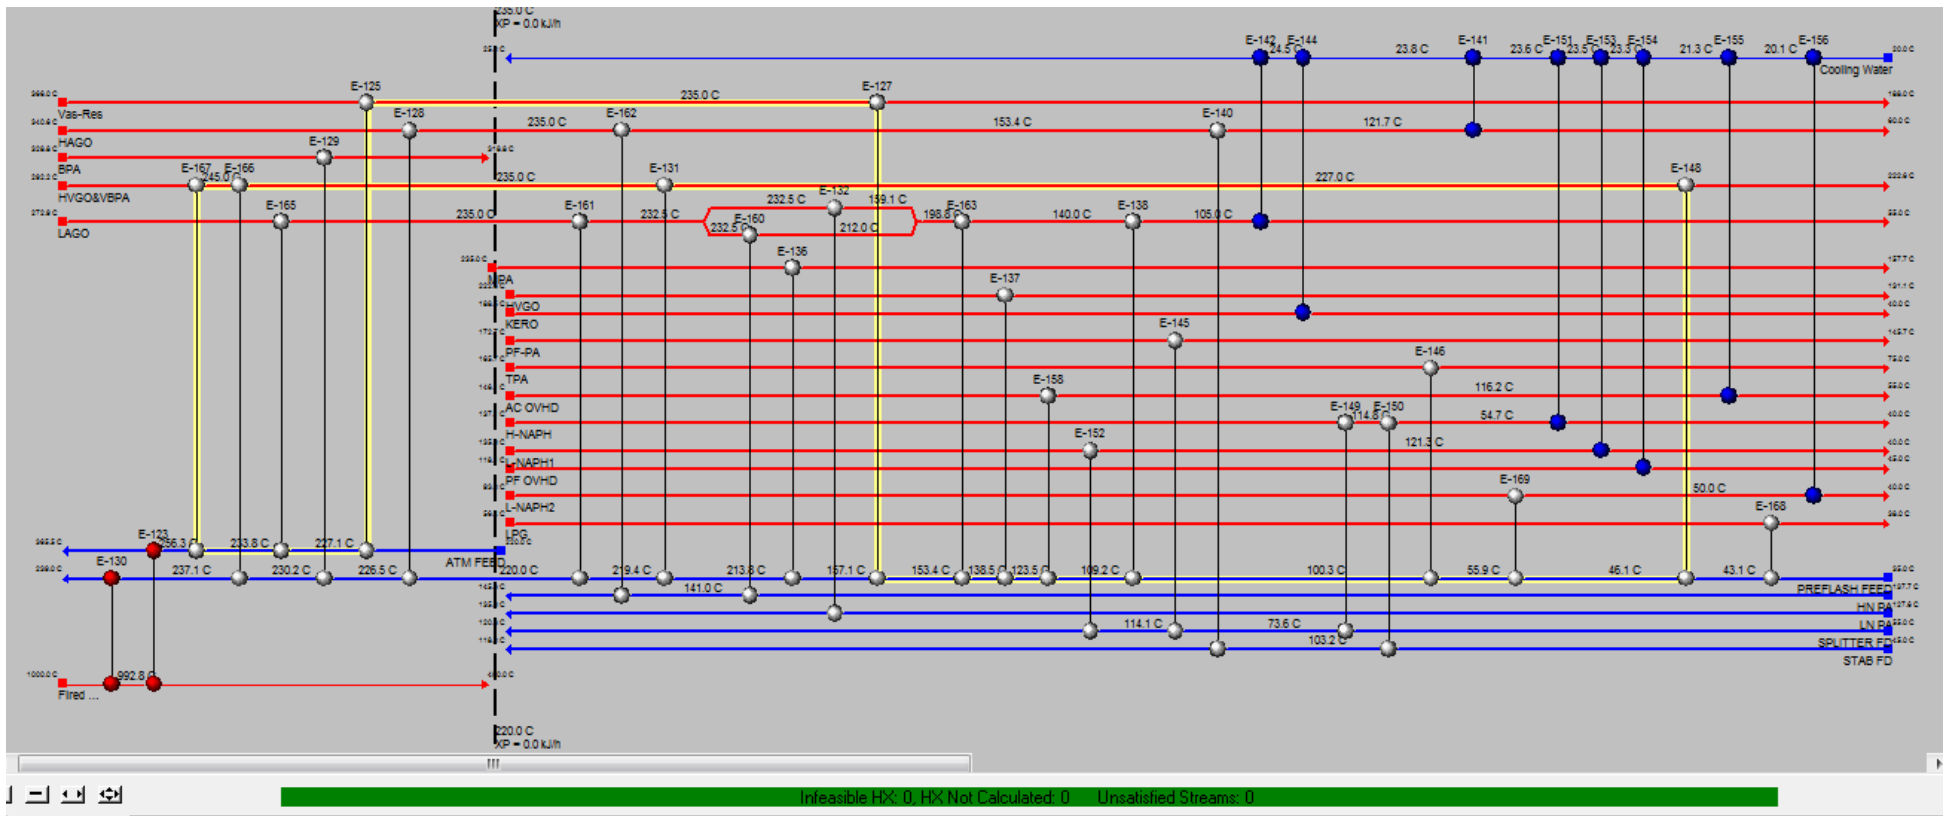 235.0 C
XP = 0.0 kJ/h
E-142 E-144 E-141 E-151 E-153 E-154 E-155 E-156
24.5 C 23.8 C 23.6 C 23.5 C 23.3 C 21.3 C 20.1 C 20.0 C
Cooling Water
E-125 E-127
235.0 C
Vas-Res
E-128 E-162 E-140
235.0 C 153.4 C 121.7 C
HAGO
E-129
BPA
E-167 E-166 E-131 E-148
245.0 235.0 C 227.0 C
HVGO&VBPA
E-132
232.5 C 159.1 C
E-165 E-161 E-163 E-138
235.0 C 232.5 C 198.8 C 140.0 C 105.0 C
LAGO
E-160
232.5 C 212.0 C
E-136
MPA
E-137
HVGO
KERO
E-145
PF-PA
E-146
TPA
E-158
116.2 C
AC OVHD
E-149 E-150
114.8 C 54.7 C
H-NAPH
E-152
121.3 C
L-NAPH1
PF OVHD
E-169
50.0 C
L-NAPH2
E-168
LPG
E-123
256.3 C 233.8 C 227.1 C
ATM FEED
E-130
237.1 C 230.2 C 226.5 C 220.0 C 219.4 C 213.8 C 157.1 C 153.4 C 138.5 C 123.5 C 109.2 C 100.3 C 55.9 C 46.1 C 43.1 C
PREFLASH FEED
141.0 C
HN PA
LN PA
114.1 C 73.6 C
SPLITTER FD
103.2 C
STAB FD
992.8 C
Fired ...
220.0 C
XP = 0.0 kJ/h
Infeasible HX: 0, HX Not Calculated: 0 Unsatisfied Streams: 0